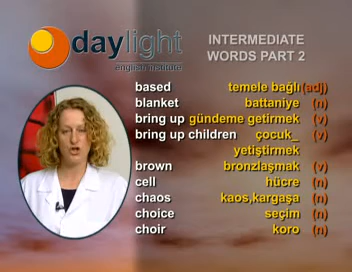 daylight
english institute
INTERMEDIATE
WORDS PART 2
based temele bağlı (adj)
blanket battaniye (n)
bring up gündeme getirmek (v)
bring up children çocuk_ (v)
yetiştirmek
brown bronzlaşmak (v)
cell hücre (n)
chaos kaos,kargaşa (n)
choice seçim (n)
choir koro (n)